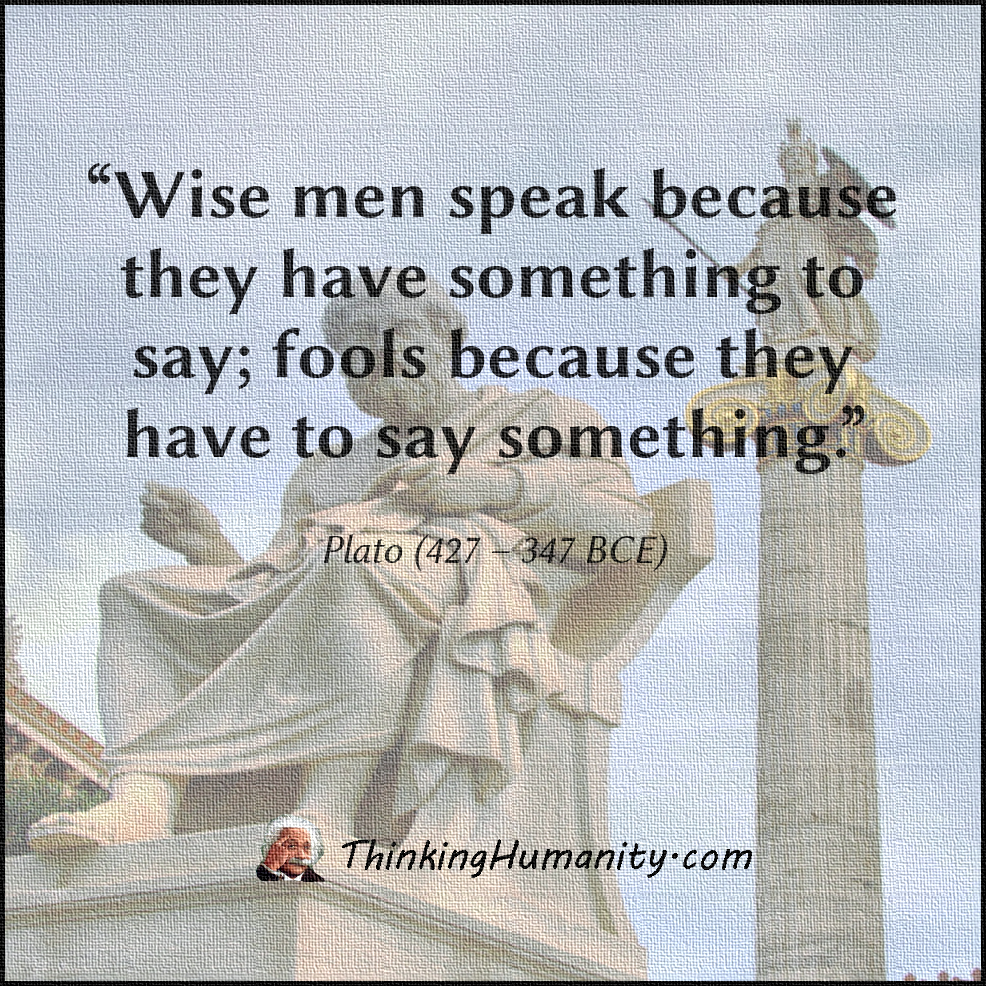 “Wise men speak because
they have something to
say; fools because they
have to say something.”
Plato (427 – 347 BCE)
ThinkingHumanity.com